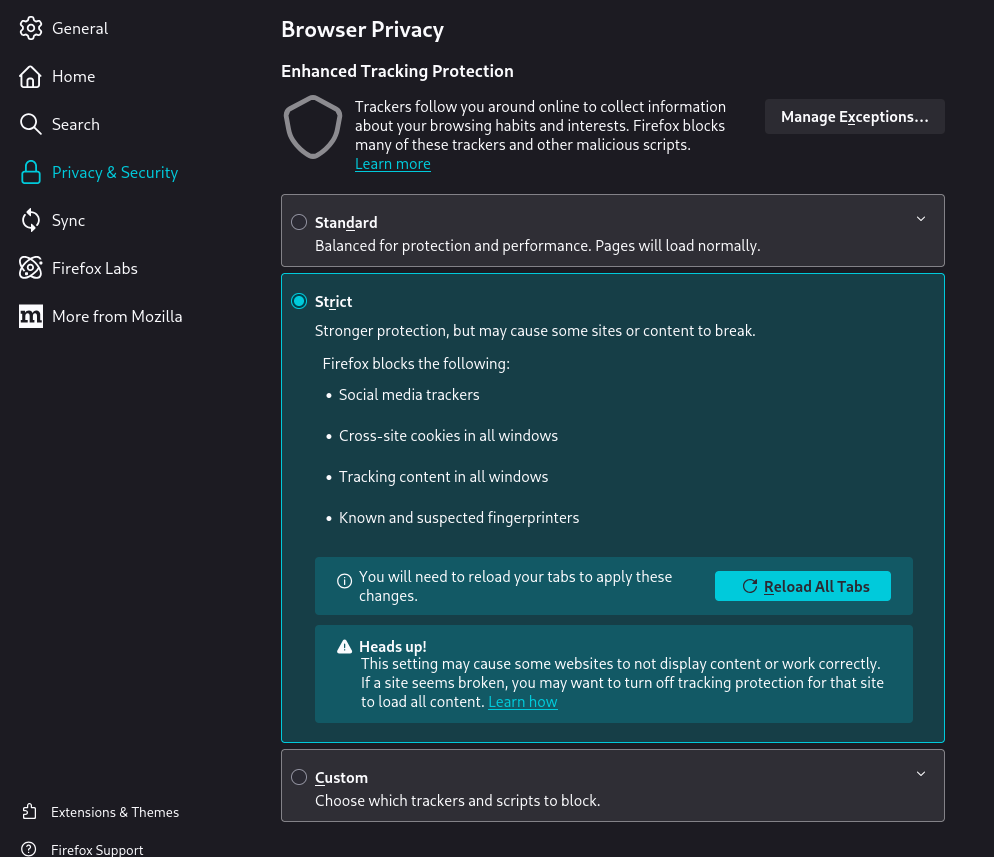 General
Home
Search
Privacy & Security
Sync
Firefox Labs
m More from Mozilla
Extensions & Themes
Firefox Support
Browser Privacy
Enhanced Tracking Protection
Trackers follow you around online to collect information
about your browsing habits and interests. Firefox blocks
many of these trackers and other malicious scripts.
Learn more
Manage Exceptions…
Standard
Balanced for protection and performance. Pages will load normally.
Strict
Stronger protection, but may cause some sites or content to break.
Firefox blocks the following:
• Social media trackers
• Cross-site cookies in all windows
• Tracking content in all windows
• Known and suspected fingerprinters
You will need to reload your tabs to apply these
changes.
Reload All Tabs
Heads up!
This setting may cause some websites to not display content or work correctly.
If a site seems broken, you may want to turn off tracking protection for that site
to load all content. Learn how
Custom
Choose which trackers and scripts to block.